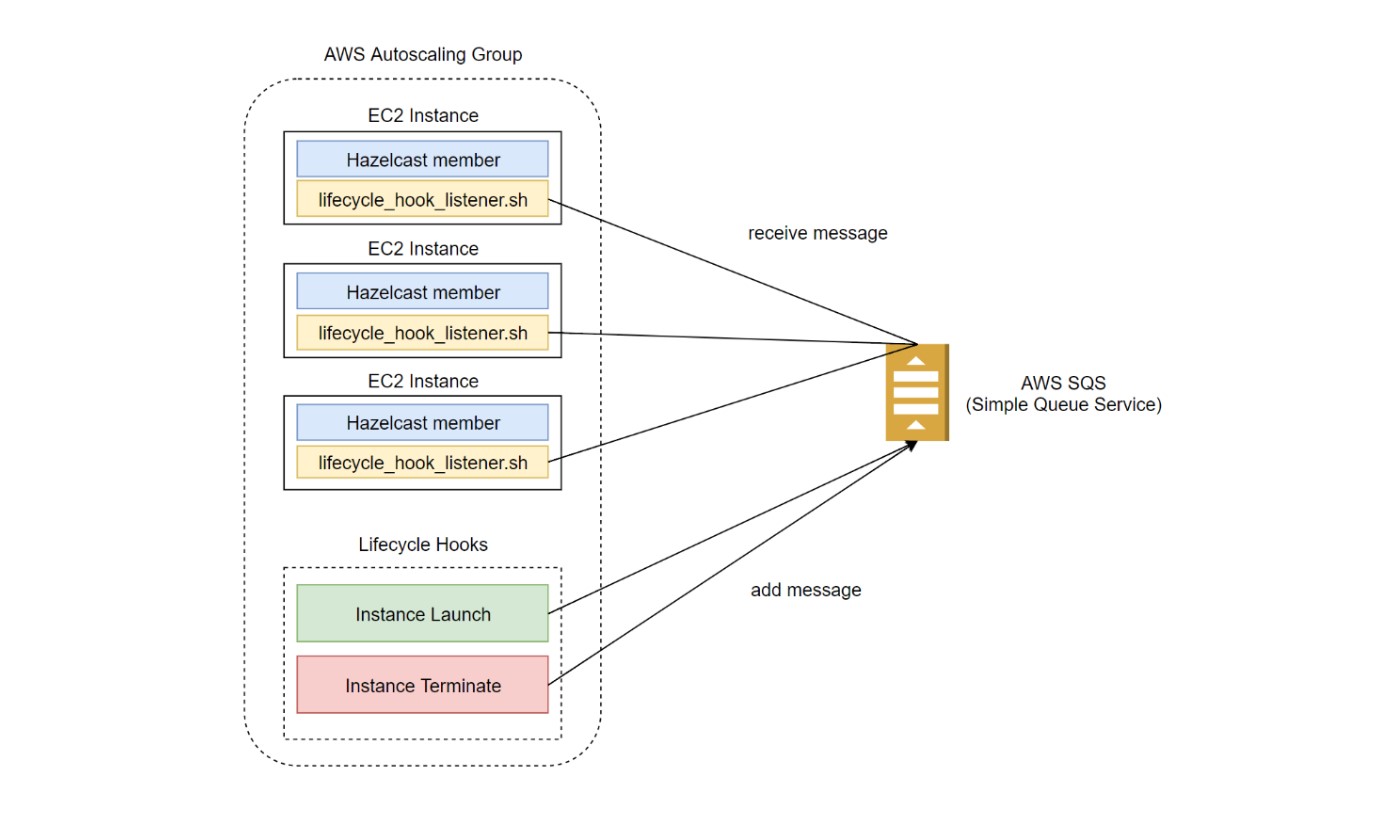 AWS Autoscaling Group
EC2 Instance
Hazelcast member
lifecycle_hook_listener.sh
EC2 Instance
Hazelcast member
lifecycle_hook_listener.sh
EC2 Instance
Hazelcast member
lifecycle_hook_listener.sh
Lifecycle Hooks
Instance Launch
Instance Terminate
receive message
add message
AWS SQS
(Simple Queue Service)